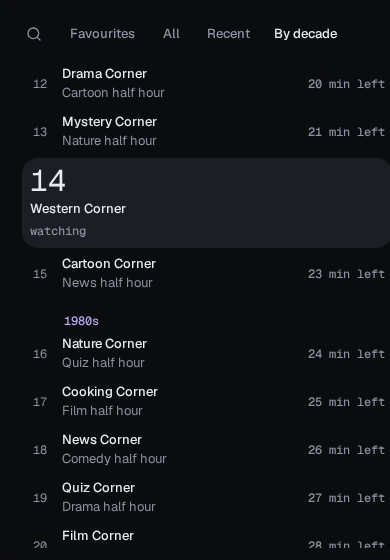 Favourites All Recent By decade
12 Drama Corner 20 min left
Cartoon half hour
13 Mystery Corner 21 min left
Nature half hour
14
Western Corner
watching
15 Cartoon Corner 23 min left
News half hour
1980s
16 Nature Corner 24 min left
Quiz half hour
17 Cooking Corner 25 min left
Film half hour
18 News Corner 26 min left
Comedy half hour
19 Quiz Corner 27 min left
Drama half hour
20 Film Corner 28 min left